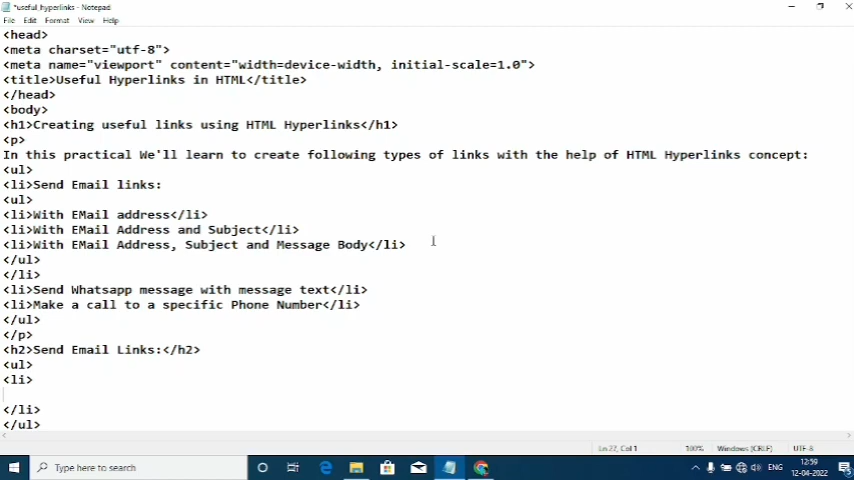 *useful_hyperlinks - Notepad
File Edit Format View Help
<head>
<meta charset="utf-8">
<meta name="viewport" content="width=device-width, initial-scale=1.0">
<title>Useful Hyperlinks in HTML</title>
</head>
<body>
<h1>Creating useful links using HTML Hyperlinks</h1>
<p>
In this practical We'll learn to create following types of links with the help of HTML Hyperlinks concept:
<ul>
<li>Send Email links:
<ul>
<li>With EMail address</li>
<li>With EMail Address and Subject</li>
<li>With EMail Address, Subject and Message Body</li>
</ul>
</li>
<li>Send Whatsapp message with message text</li>
<li>Make a call to a specific Phone Number</li>
</ul>
</p>
<h2>Send Email Links:</h2>
<ul>
<li>
</li>
</ul>
Ln 27, Col 1 100% Windows (CRLF) UTF-8
Type here to search
ENG
12:59
12-04-2022